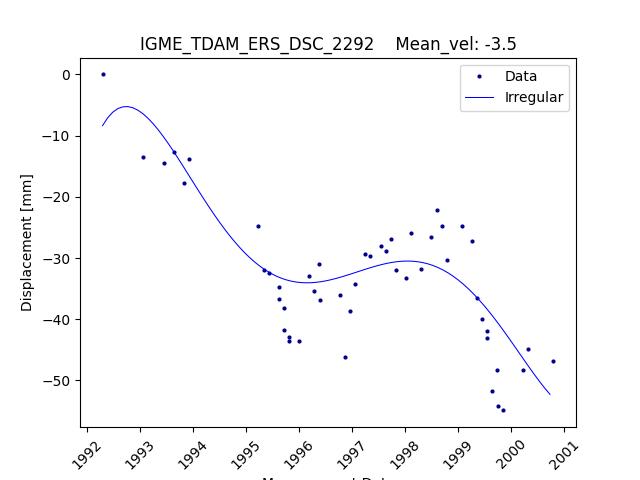 IGME_TDAM_ERS_DSC_2292    Mean_vel: -3.5
Data
Irregular
Displacement [mm]
0
−10
−20
−30
−40
−50
1992 1993 1994 1995 1996 1997 1998 1999 2000 2001